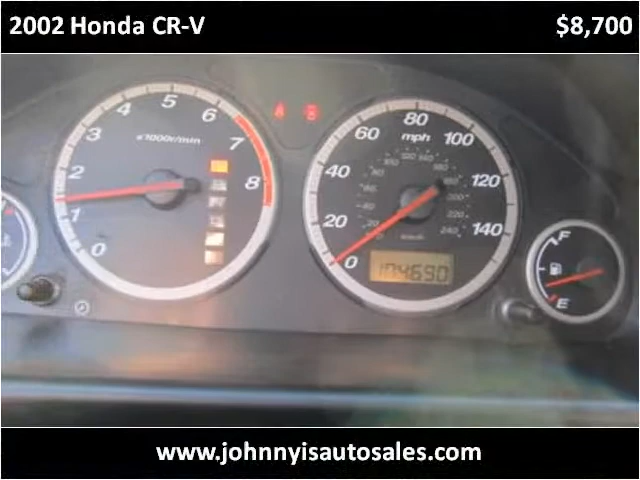 2002 Honda CR-V $8,700
0 1 2 3 4 5 6 7 8
x1000r/min
0 20 40 60 80 100 120 140
mph
F
E
www.johnnyisautosales.com